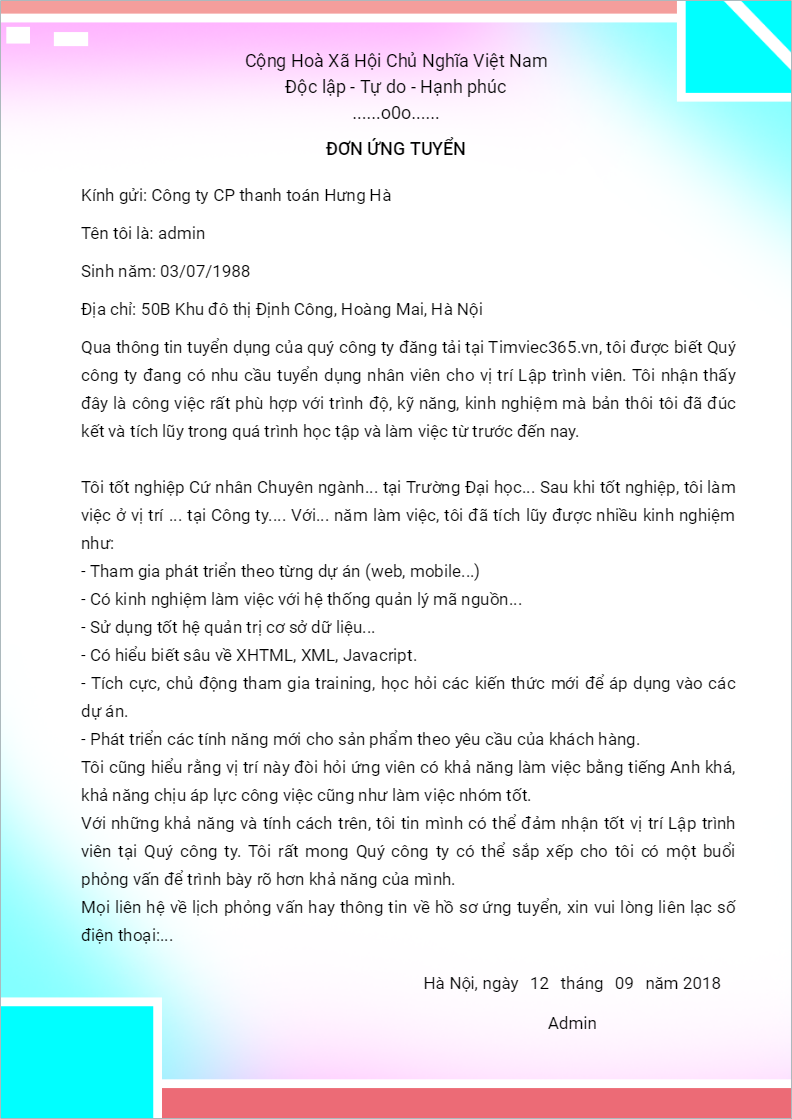 Cộng Hoà Xã Hội Chủ Nghĩa Việt Nam
Độc lập - Tự do - Hạnh phúc
......o0o......
ĐƠN ỨNG TUYỂN
Kính gửi: Công ty CP thanh toán Hưng Hà
Tên tôi là: admin
Sinh năm: 03/07/1988
Địa chỉ: 50B Khu đô thị Định Công, Hoàng Mai, Hà Nội
Qua thông tin tuyển dụng của quý công ty đăng tải tại Timviec365.vn, tôi được biết Quý
công ty đang có nhu cầu tuyển dụng nhân viên cho vị trí Lập trình viên. Tôi nhận thấy
đây là công việc rất phù hợp với trình độ, kỹ năng, kinh nghiệm mà bản thôi tôi đã đúc
kết và tích lũy trong quá trình học tập và làm việc từ trước đến nay.
Tôi tốt nghiệp Cứ nhân Chuyên ngành... tại Trường Đại học... Sau khi tốt nghiệp, tôi làm
việc ở vị trí ... tại Công ty.... Với... năm làm việc, tôi đã tích lũy được nhiều kinh nghiệm
như:
- Tham gia phát triển theo từng dự án (web, mobile...)
- Có kinh nghiệm làm việc với hệ thống quản lý mã nguồn...
- Sử dụng tốt hệ quản trị cơ sở dữ liệu...
- Có hiểu biết sâu về XHTML, XML, Javacript.
- Tích cực, chủ động tham gia training, học hỏi các kiến thức mới để áp dụng vào các
dự án.
- Phát triển các tính năng mới cho sản phẩm theo yêu cầu của khách hàng.
Tôi cũng hiểu rằng vị trí này đòi hỏi ứng viên có khả năng làm việc bằng tiếng Anh khá,
khả năng chịu áp lực công việc cũng như làm việc nhóm tốt.
Với những khả năng và tính cách trên, tôi tin mình có thể đảm nhận tốt vị trí Lập trình
viên tại Quý công ty. Tôi rất mong Quý công ty có thể sắp xếp cho tôi có một buổi
phỏng vấn để trình bày rõ hơn khả năng của mình.
Mọi liên hệ về lịch phỏng vấn hay thông tin về hồ sơ ứng tuyển, xin vui lòng liên lạc số
điện thoại:...
Hà Nội, ngày 12 tháng 09 năm 2018
Admin